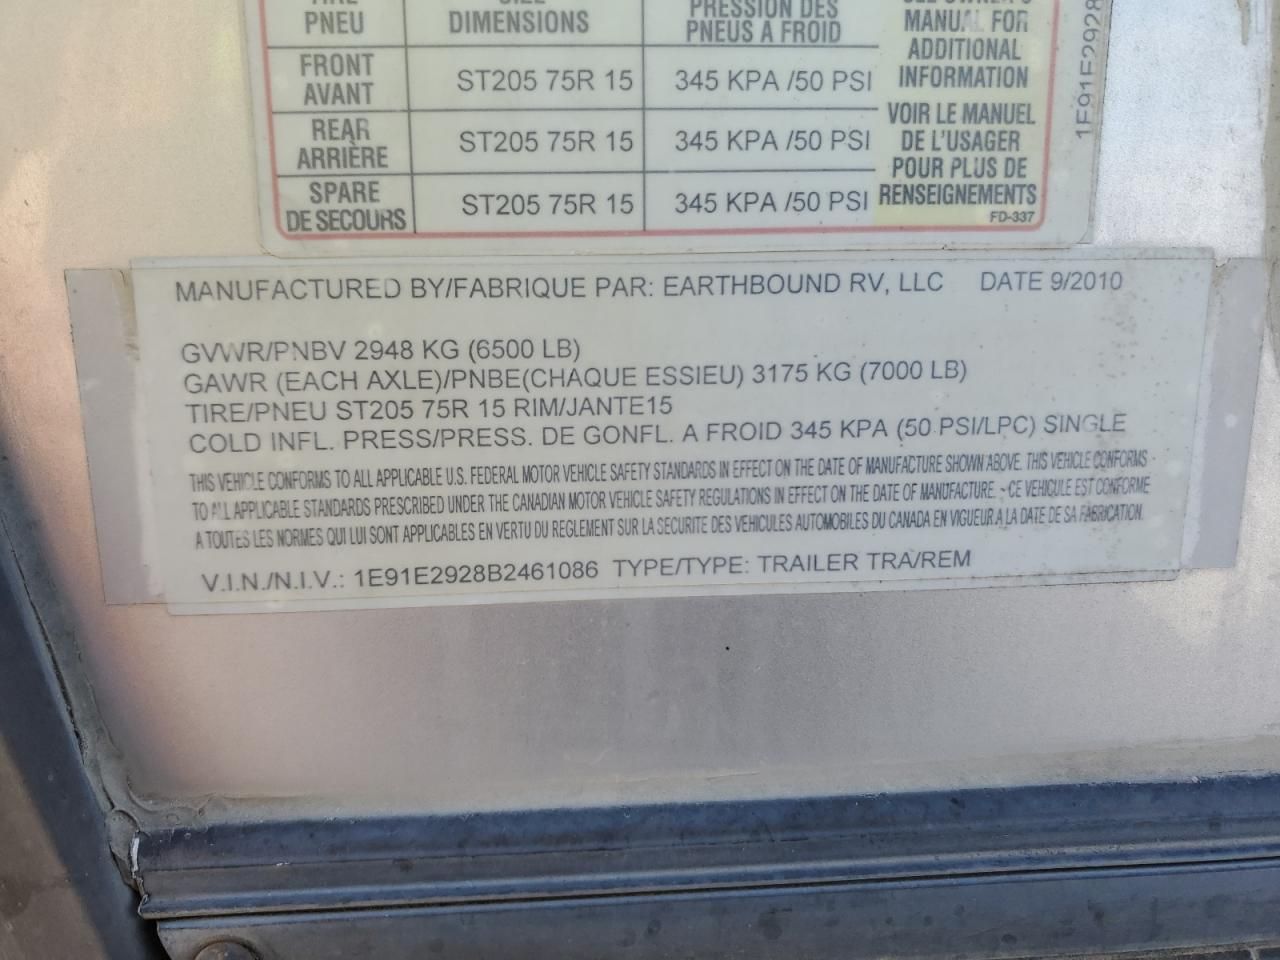 TIRE
PNEU
SIZE
DIMENSIONS
PRESSION DES
PNEUS A FROID
SEE OWNER'S
MANUAL FOR
ADDITIONAL
INFORMATION
FRONT
AVANT
ST205 75R 15
345 KPA /50 PSI
REAR
ARRIÈRE
ST205 75R 15
345 KPA /50 PSI
SPARE
DE SECOURS
ST205 75R 15
345 KPA /50 PSI
VOIR LE MANUEL
DE L'USAGER
POUR PLUS DE
RENSEIGNEMENTS
FD-337
MANUFACTURED BY/FABRIQUE PAR: EARTHBOUND RV, LLC DATE 9/2010
GVWR/PNBV 2948 KG (6500 LB)
GAWR (EACH AXLE)/PNBE(CHAQUE ESSIEU) 3175 KG (7000 LB)
TIRE/PNEU ST205 75R 15 RIM/JANTE15
COLD INFL. PRESS/PRESS. DE GONFL. A FROID 345 KPA (50 PSI/LPC) SINGLE
THIS VEHICLE CONFORMS TO ALL APPLICABLE U.S. FEDERAL MOTOR VEHICLE SAFETY STANDARDS IN EFFECT ON THE DATE OF MANUFACTURE SHOWN ABOVE. THIS VEHICLE CONFORMS
TO ALL APPLICABLE STANDARDS PRESCRIBED UNDER THE CANADIAN MOTOR VEHICLE SAFETY REGULATIONS IN EFFECT ON THE DATE OF MANUFACTURE. - CE VEHICULE EST CONFORME
A TOUTES LES NORMES QUI LUI SONT APPLICABLES EN VERTU DU REGLEMENT SUR LA SECURITE DES VEHICULES AUTOMOBILES DU CANADA EN VIGUEUR A LA DATE DE SA FABRICATION.
V.I.N./N.I.V.: 1E91E2928B2461086 TYPE/TYPE: TRAILER TRA/REM